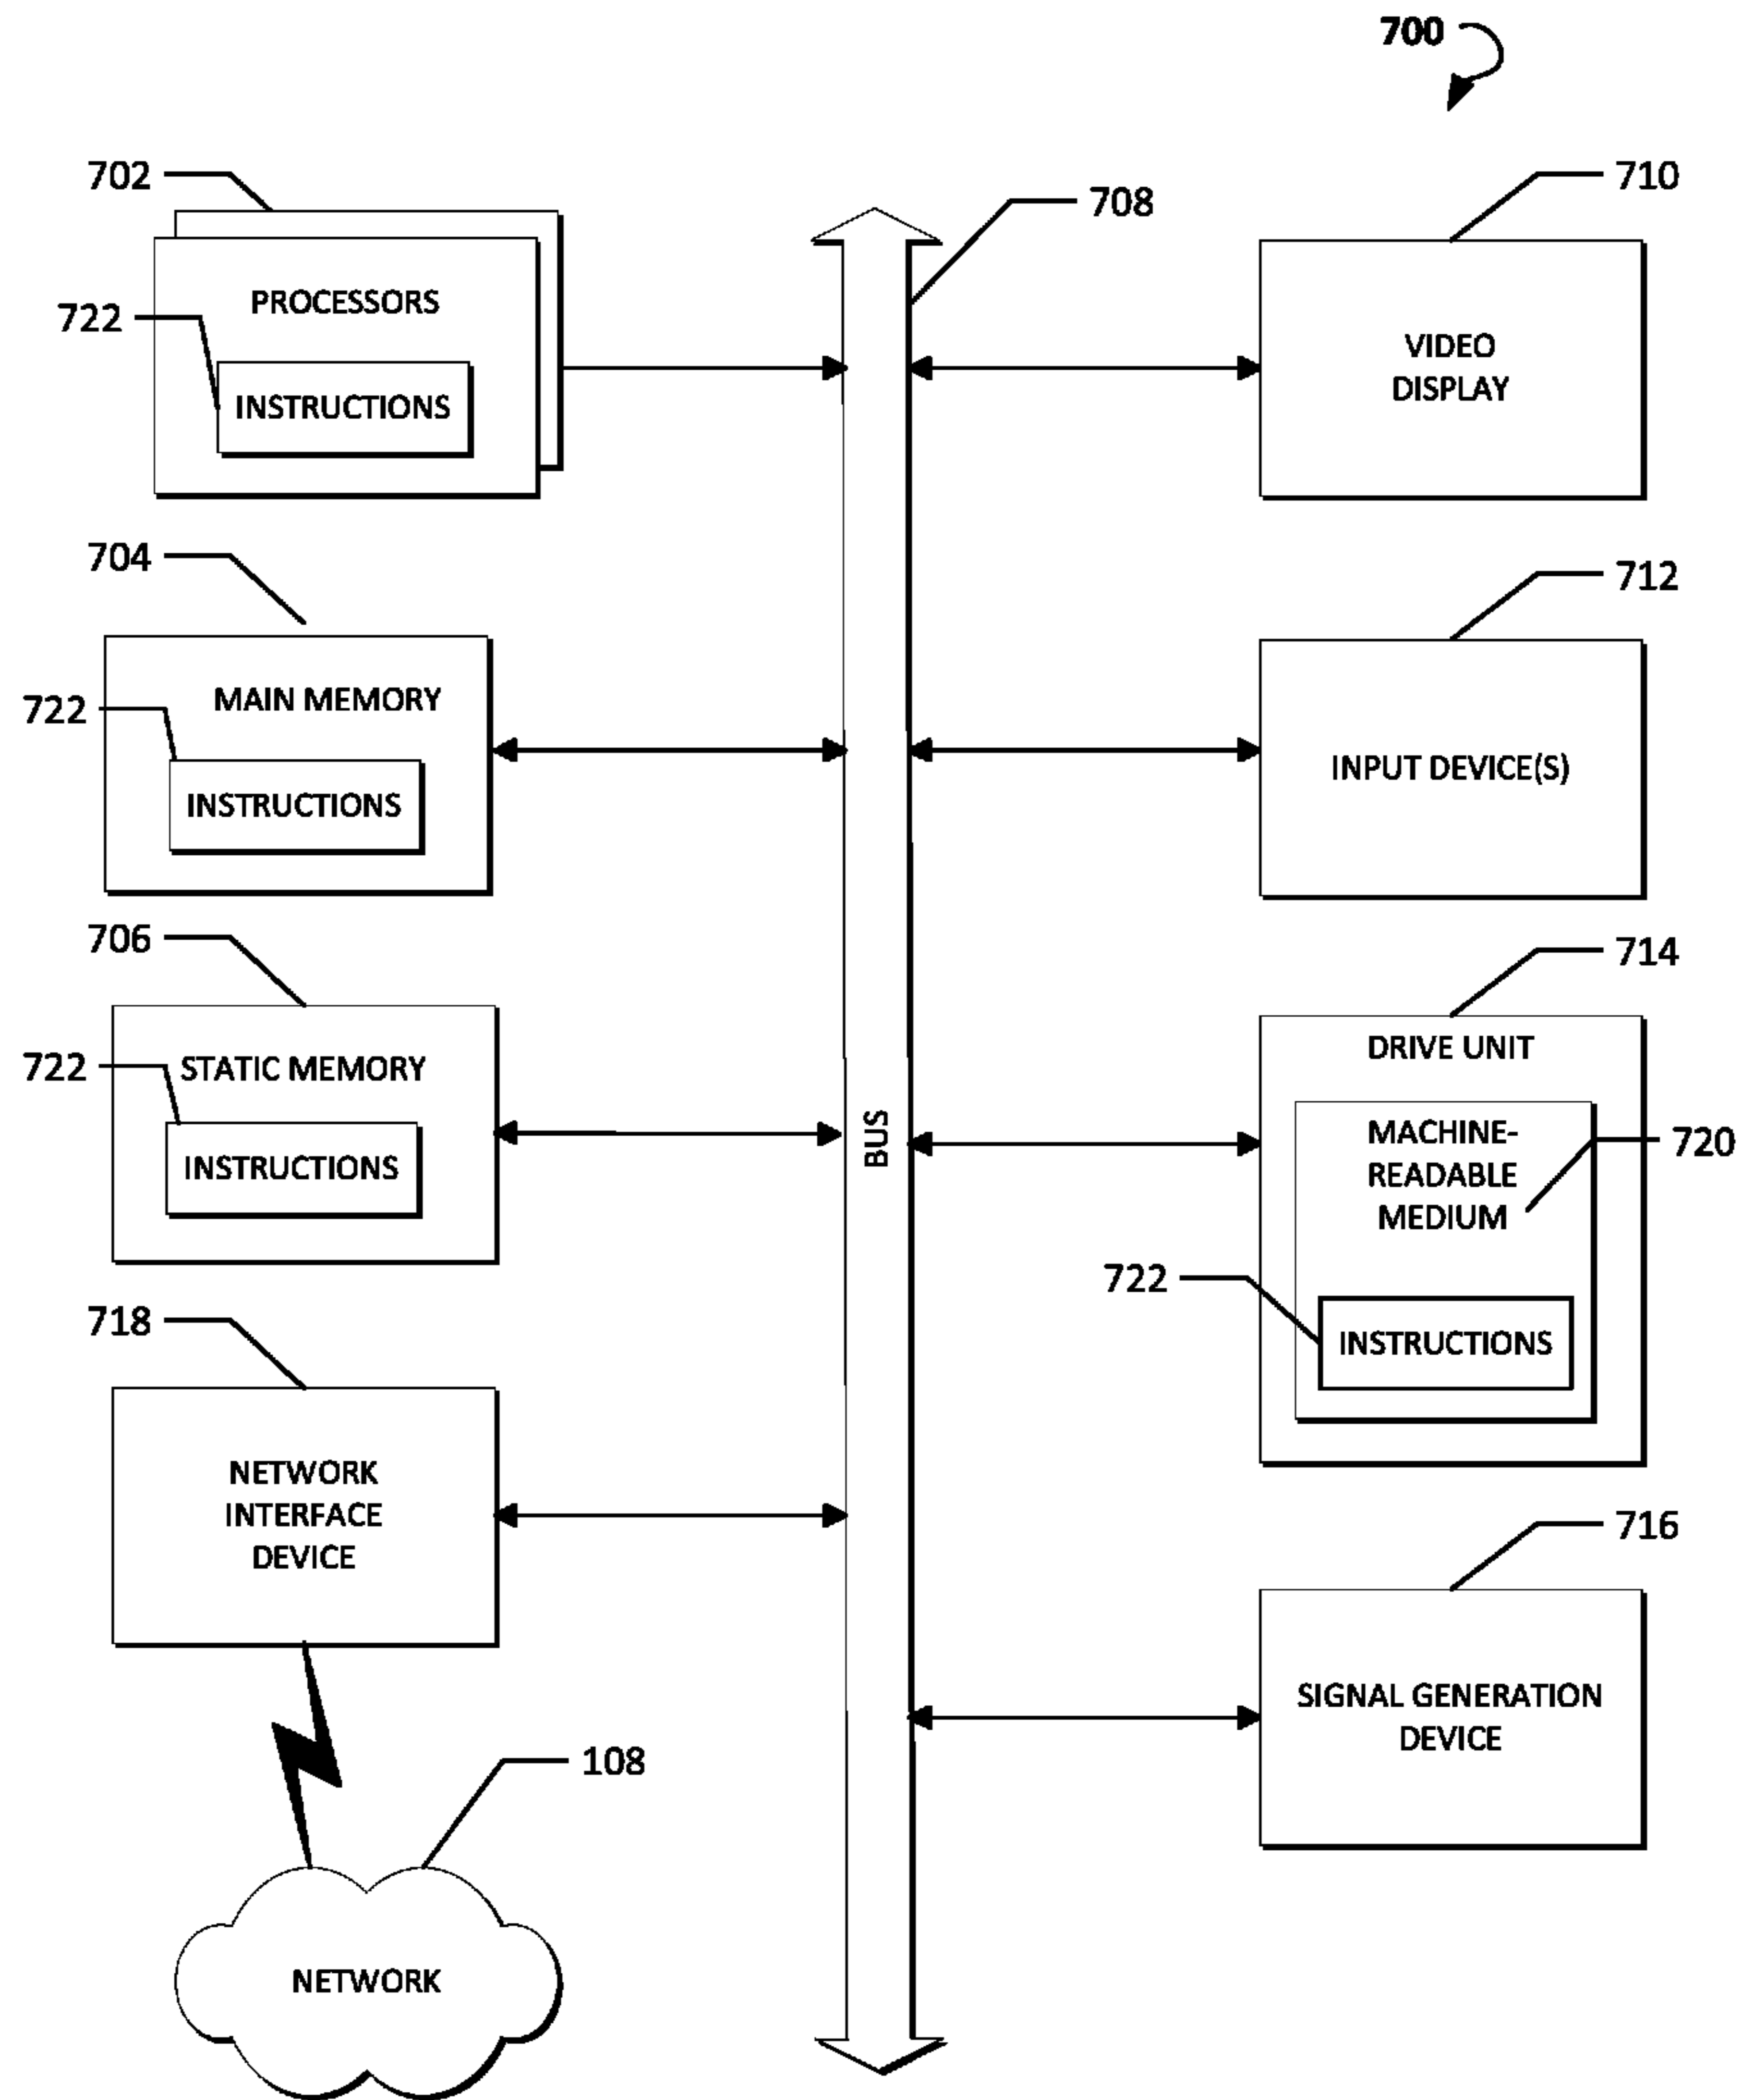 700
702
708
710
PROCESSORS
722
INSTRUCTIONS
VIDEO
DISPLAY
704
712
MAIN MEMORY
722
INSTRUCTIONS
INPUT DEVICE(S)
706
714
STATIC MEMORY
722
INSTRUCTIONS
BUS
DRIVE UNIT
MACHINE-
READABLE
MEDIUM
720
722
INSTRUCTIONS
718
NETWORK
INTERFACE
DEVICE
716
SIGNAL GENERATION
DEVICE
108
NETWORK